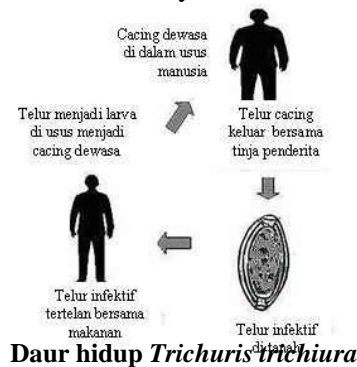 Cacing dewasa
di dalam usus
manusia
Telur menjadi larva
di usus menjadi
cacing dewasa
Telur cacing
keluar bersama
tinja penderita
Telur infektif
tertelan bersama
makanan
Telur infektif
ditanah
Daur hidup Trichuris trichiura